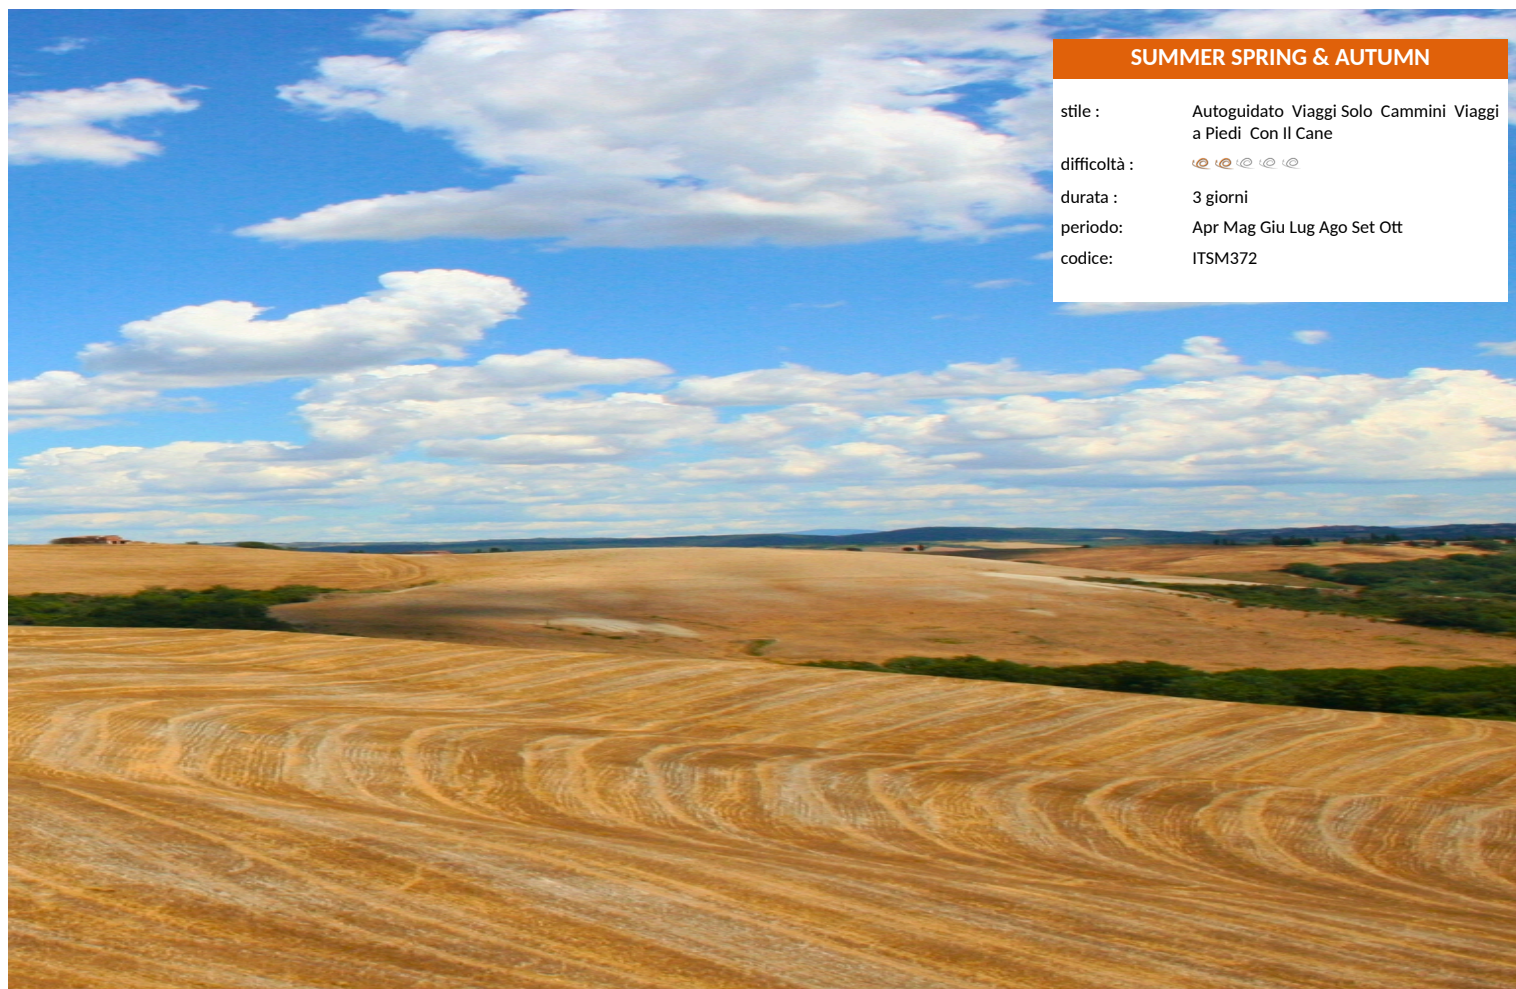 SUMMER SPRING & AUTUMN
stile : Autoguidato Viaggi Solo Cammini Viaggi
a Piedi Con Il Cane
difficoltà :
durata : 3 giorni
periodo: Apr Mag Giu Lug Ago Set Ott
codice: ITSM372